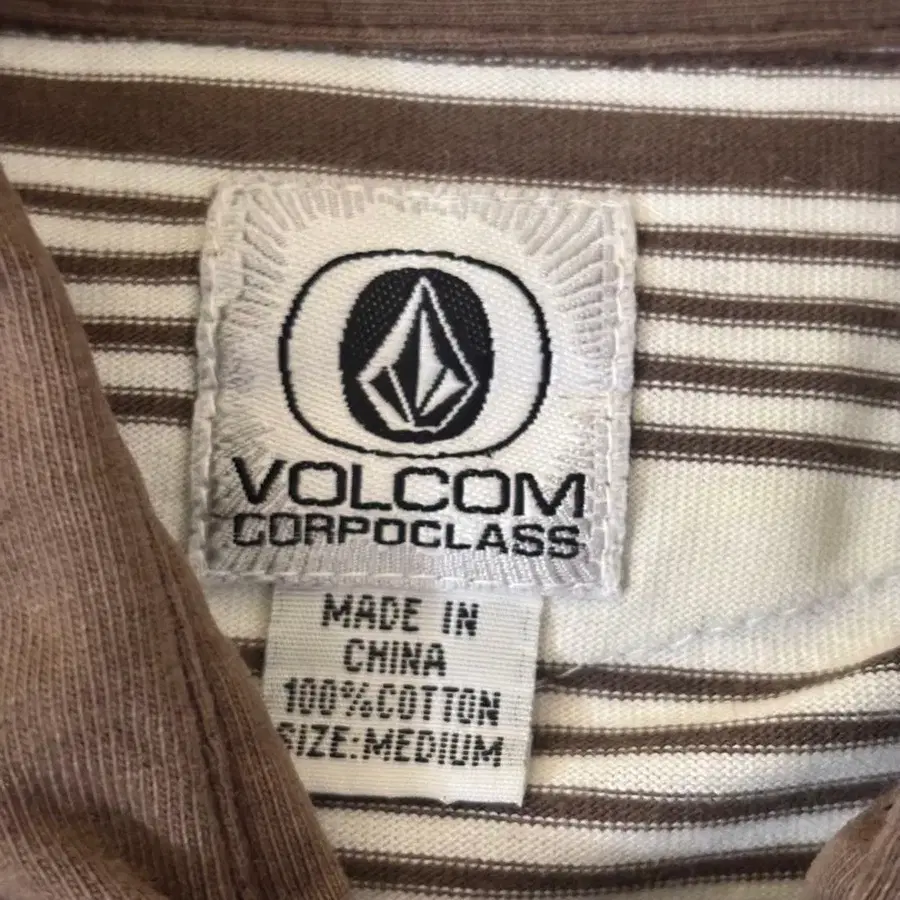 VOLCOM
CORPOCLASS
MADE IN
CHINA
100%COTTON
SIZE:MEDIUM